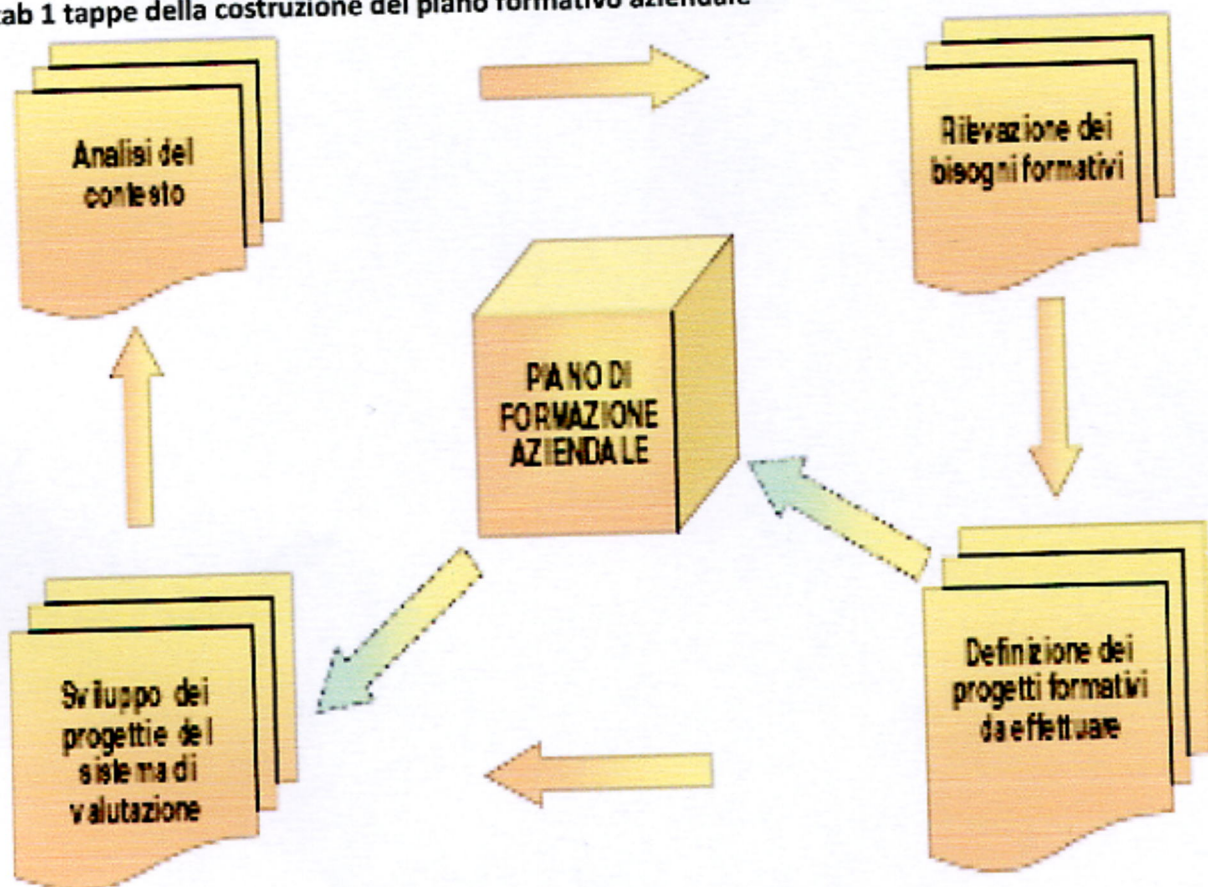 tab 1 tappe della costruzione del piano formativo aziendale
Analisi del
contesto
Rilevazione dei
bisogni formativi
PIANO DI
FORMAZIONE
AZIENDALE
Sviluppo dei
progetti e del
sistema di
valutazione
Definizione dei
progetti formativi
da effettuare